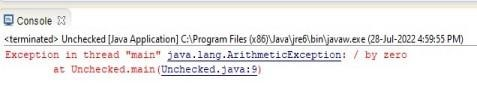 Console
<terminated> Unchecked [Java Application] C:\Program Files (x86)\Java\jre6\bin\javaw.exe (28-Jul-2022 4:59:55 PM)
Exception in thread "main" java.lang.ArithmeticException: / by zero
at Unchecked.main(Unchecked.java:9)